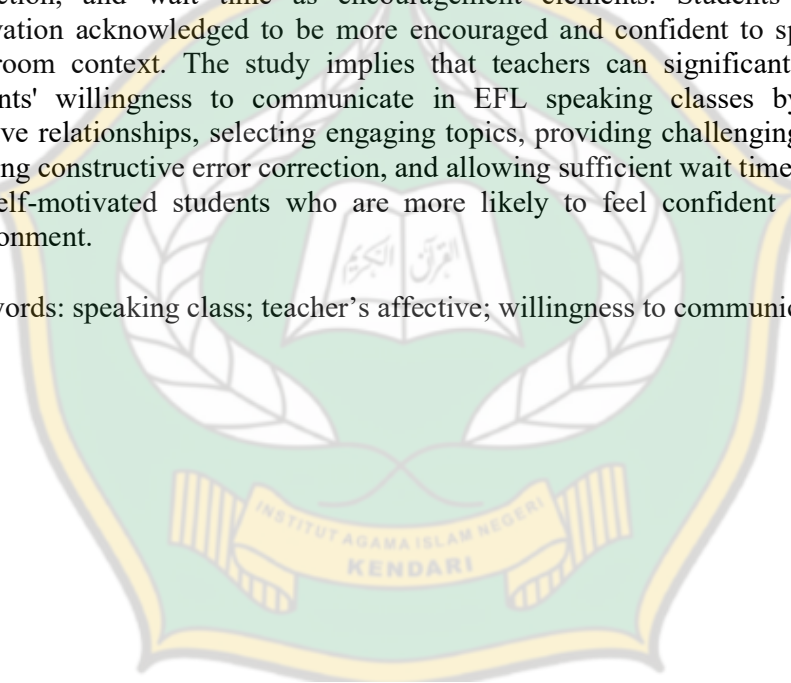 ction, and wait time as encouragement elements. Students
vation acknowledged to be more encouraged and confident to sp
room context. The study implies that teachers can significant
nts' willingness to communicate in EFL speaking classes by
ve relationships, selecting engaging topics, providing challenging
ng constructive error correction, and allowing sufficient wait time
elf-motivated students who are more likely to feel confident
onment.
القرآن الكريم
words: speaking class; teacher's affective; willingness to communic
INSTITUT AGAMA ISLAM NEGERI
KENDARI